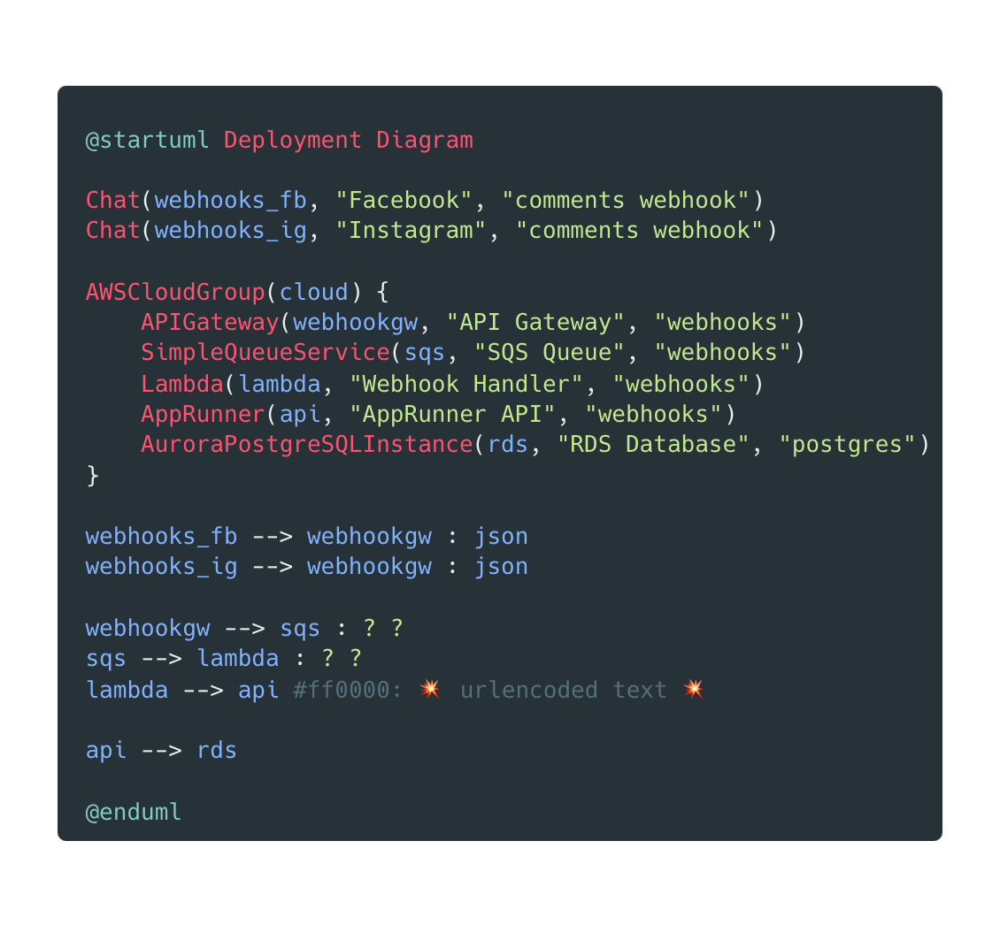 @startuml Deployment Diagram
Chat(webhooks_fb, "Facebook", "comments webhook")
Chat(webhooks_ig, "Instagram", "comments webhook")
AWSCloudGroup(cloud) {
    APIGateway(webhookgw, "API Gateway", "webhooks")
    SimpleQueueService(sqs, "SQS Queue", "webhooks")
    Lambda(lambda, "Webhook Handler", "webhooks")
    AppRunner(api, "AppRunner API", "webhooks")
    AuroraPostgreSQLInstance(rds, "RDS Database", "postgres")
}
webhooks_fb --> webhookgw : json
webhooks_ig --> webhookgw : json
webhookgw --> sqs : ? ?
sqs --> lambda : ? ?
lambda --> api #ff0000: 💥 urlencoded text 💥
api --> rds
@enduml